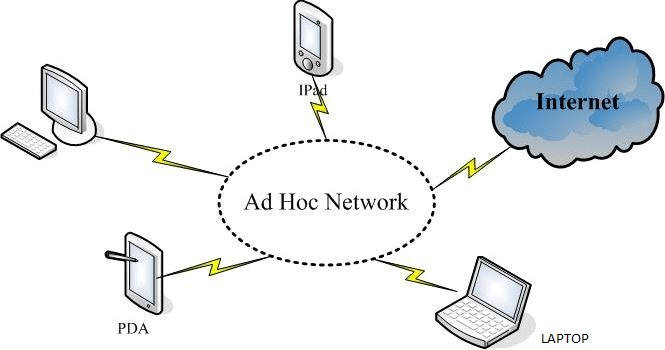 IPad
Internet
Ad Hoc Network
PDA
LAPTOP